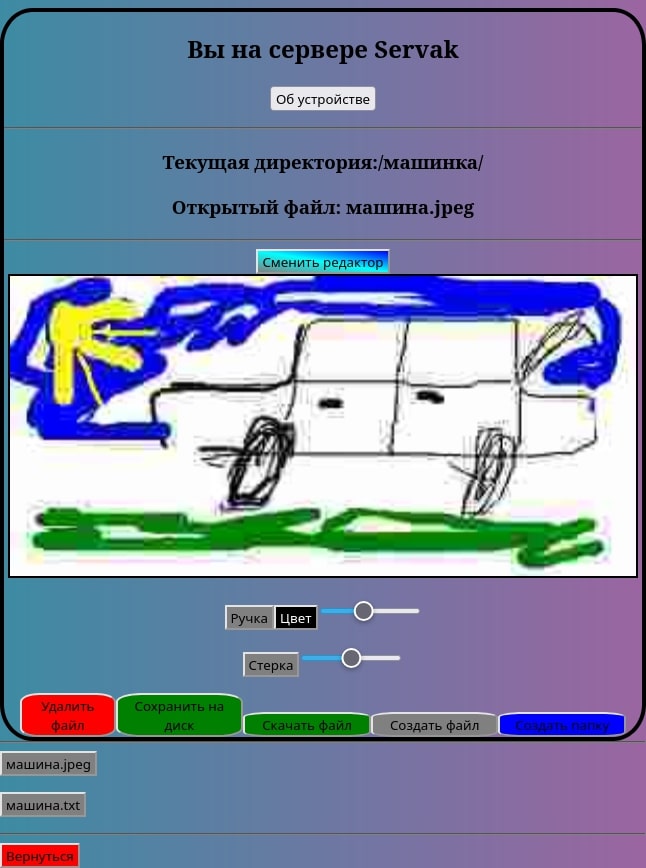 Вы на сервере Servak
Об устройстве
Текущая директория:/машинка/
Открытый файл: машина.jpeg
Сменить редактор
Ручка Цвет
Стерка
Удалить файл
Сохранить на диск
Скачать файл
Создать файл
Создать папку
машина.jpeg
машина.txt
Вернуться